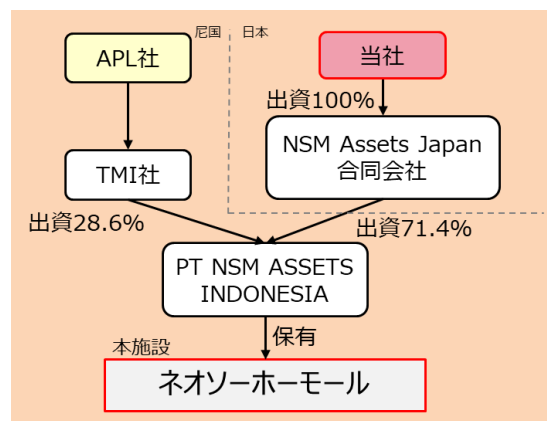 尼国 日本
APL社
当社
出資100%
NSM Assets Japan
合同会社
TMI社
出資28.6%
出資71.4%
PT NSM ASSETS
INDONESIA
保有
本施設
ネオソーホーモール